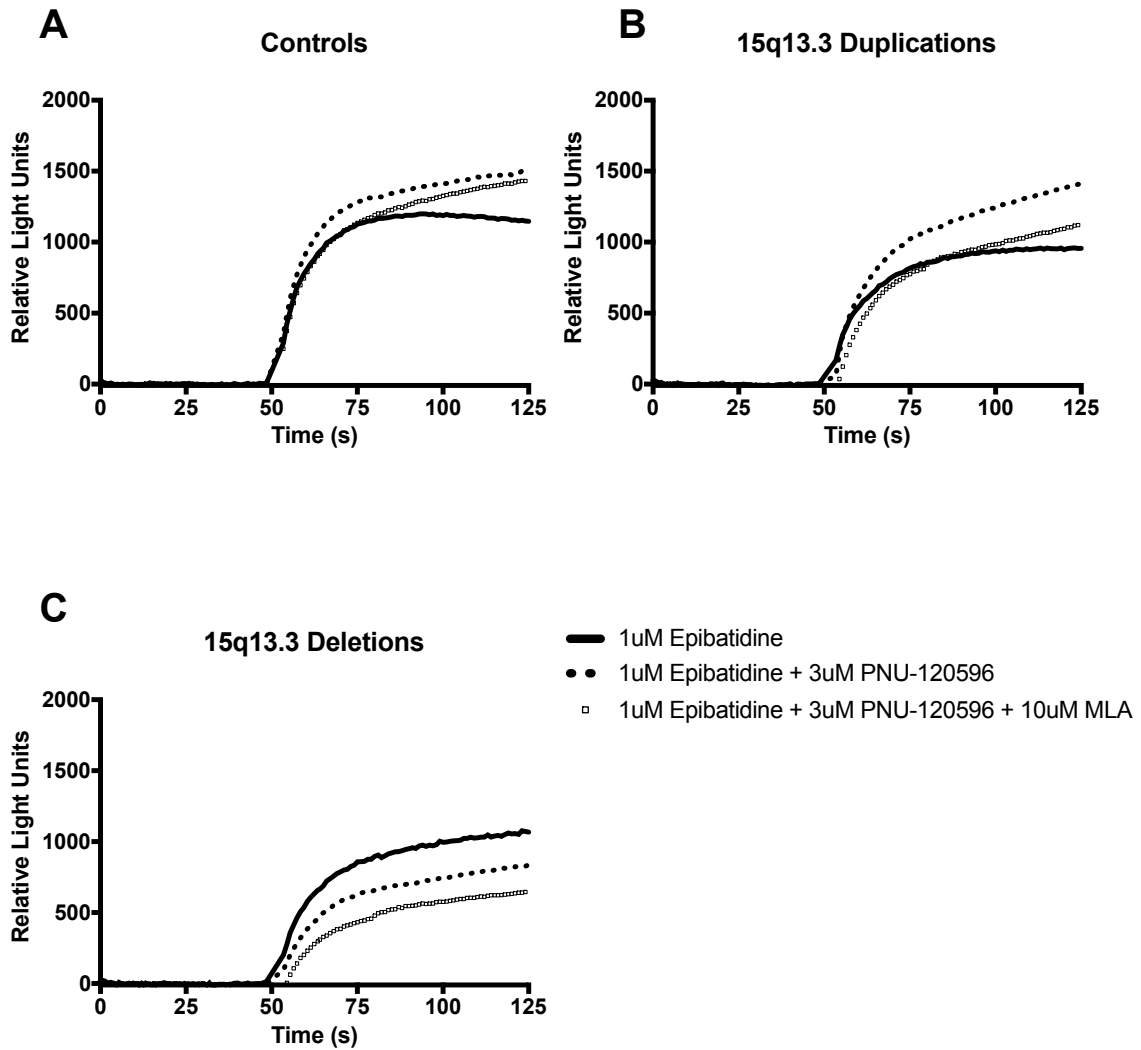 A
Controls
2000
1500
1000
500
0
Relative Light Units
0 25 50 75 100 125
Time (s)
B
15q13.3 Duplications
2000
1500
1000
500
0
Relative Light Units
0 25 50 75 100 125
Time (s)
C
15q13.3 Deletions
2000
1500
1000
500
0
Relative Light Units
0 25 50 75 100 125
Time (s)
1uM Epibatidine
1uM Epibatidine + 3uM PNU-120596
1uM Epibatidine + 3uM PNU-120596 + 10uM MLA